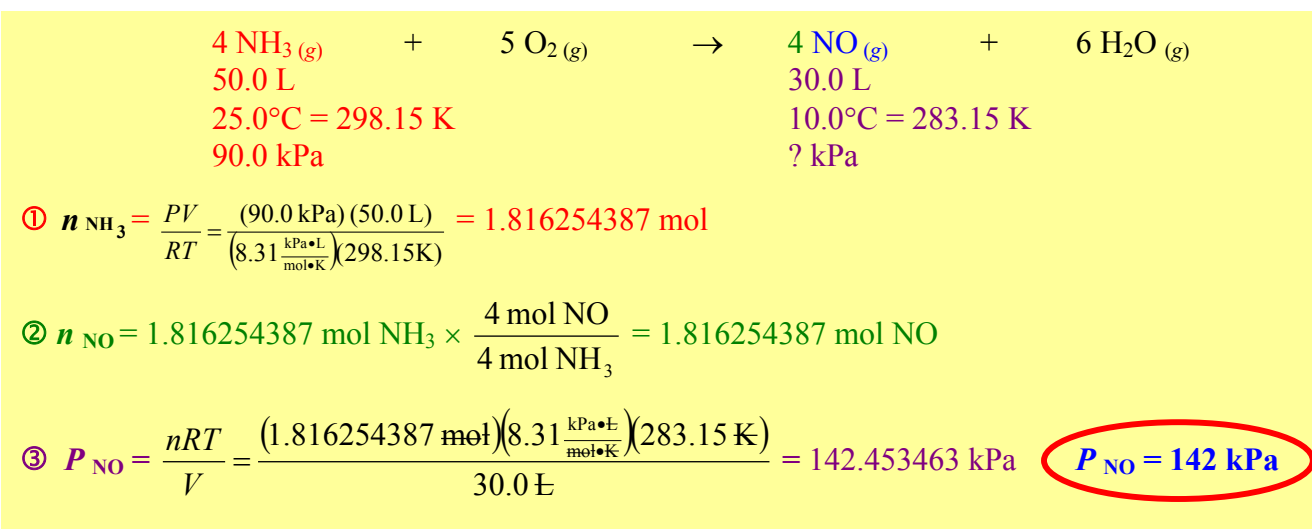 4 NH₃ (g) + 5 O₂ (g) → 4 NO (g) + 6 H₂O (g)
50.0 L 30.0 L
25.0°C = 298.15 K 10.0°C = 283.15 K
90.0 kPa ? kPa
① n NH₃ = PV/RT = (90.0 kPa) (50.0 L)/(8.31 kPa•L/mol•K)(298.15K) = 1.816254387 mol
② n NO = 1.816254387 mol NH₃ × 4 mol NO/4 mol NH₃ = 1.816254387 mol NO
③ P NO = nRT/V = (1.816254387 mol)(8.31 kPa•L/mol•K)(283.15 K)/30.0 L = 142.453463 kPa P NO = 142 kPa